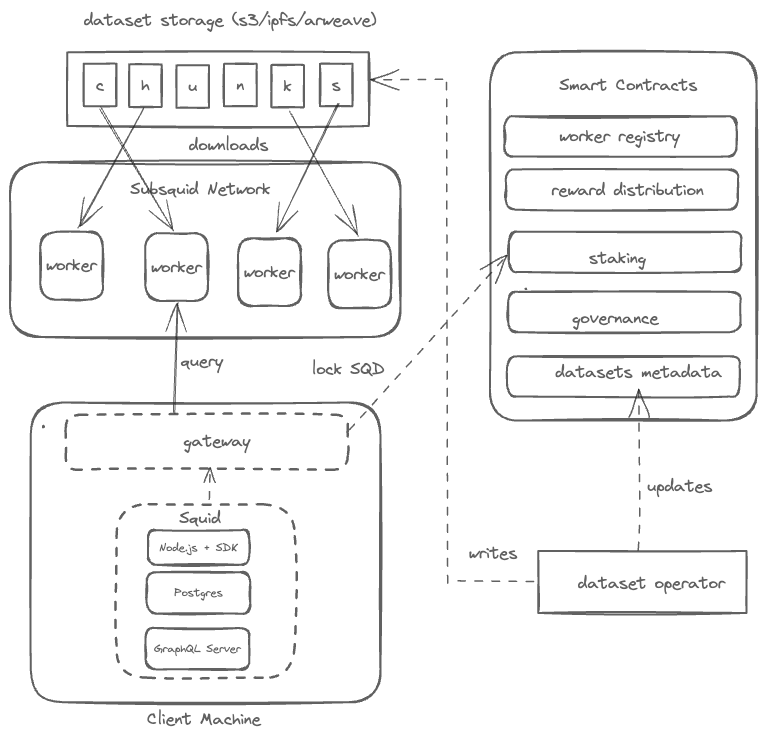 dataset storage (s3/ipfs/arweave)
c h u n k s
downloads
Subsquid Network
worker worker worker worker
query
lock SQD
gateway
Squid
Node.js + SDK
Postgres
GraphQL Server
Client Machine
Smart Contracts
worker registry
reward distribution
staking
governance
datasets metadata
updates
writes
dataset operator